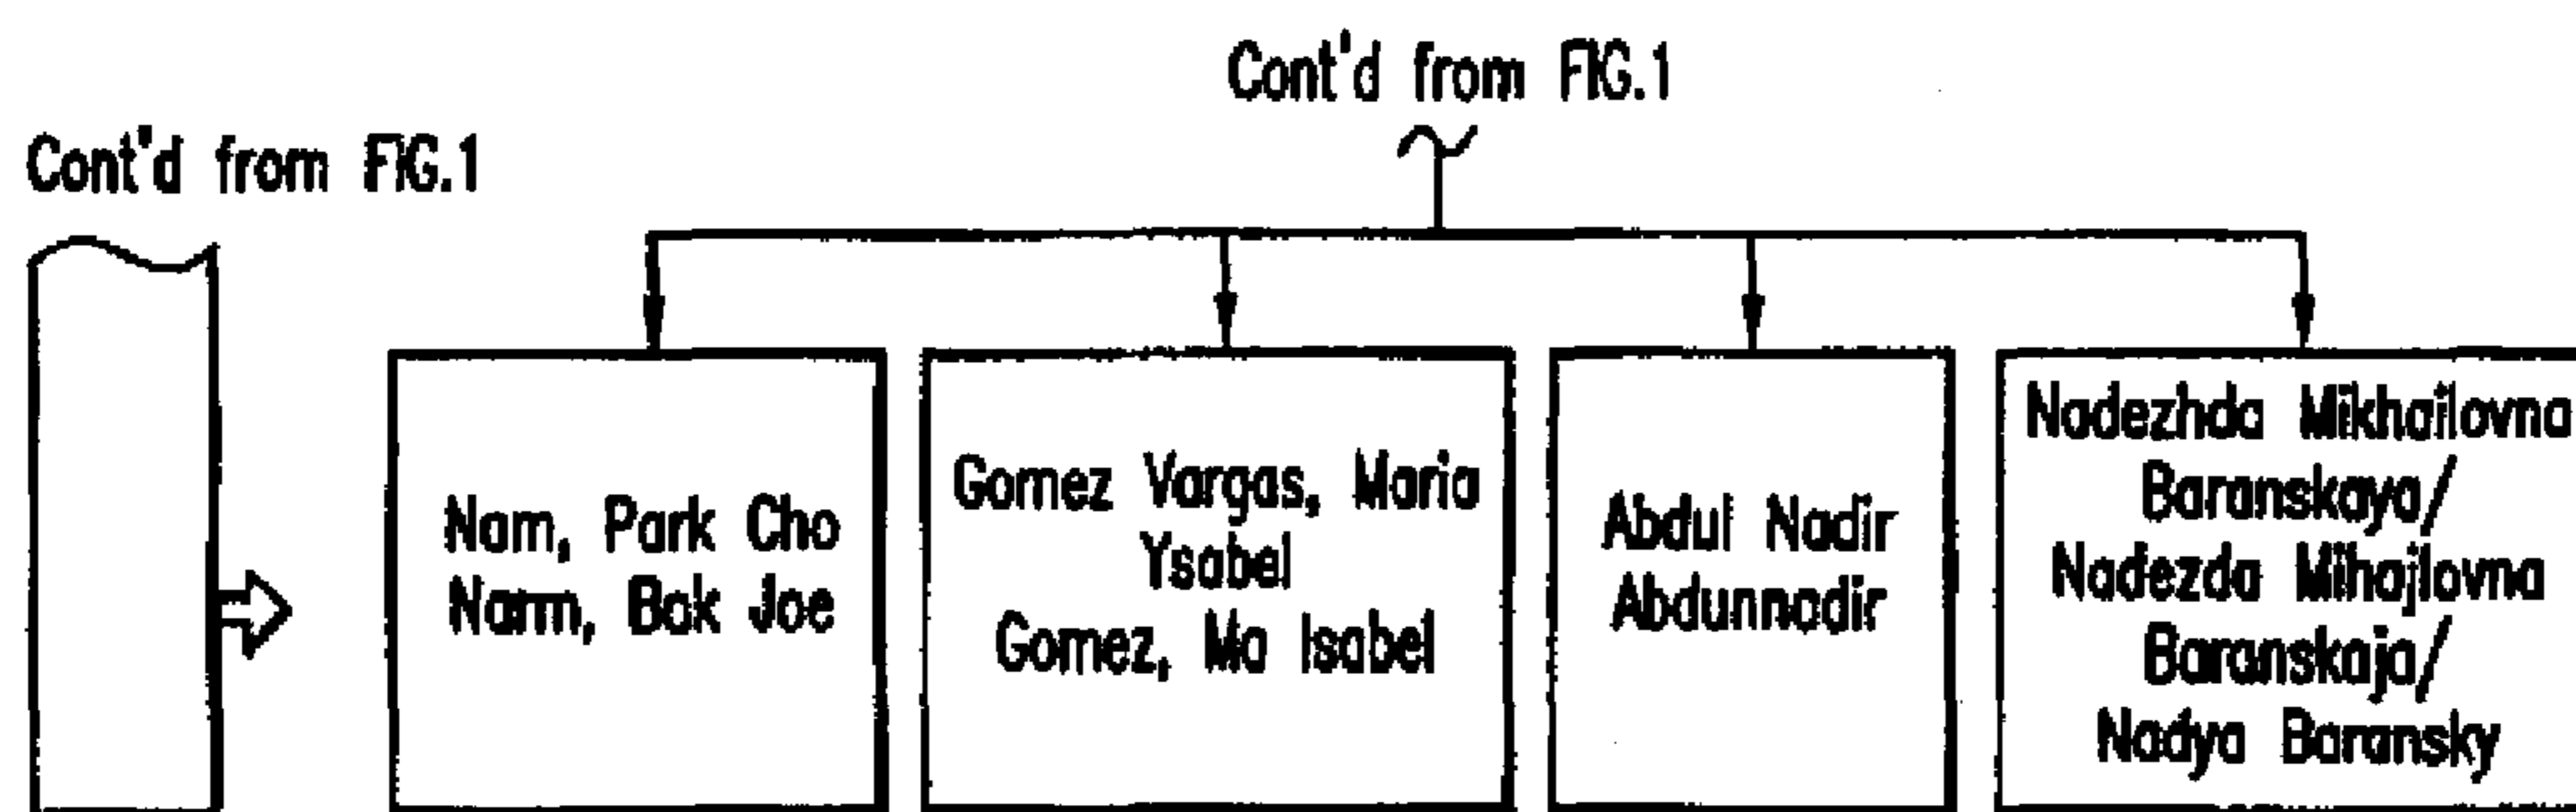 Cont'd from FIG.1
Cont'd from FIG.1
Nam, Park Cho
Narm, Bak Joe
Gomez Vargas, Maria
Ysabel
Gomez, Ma Isabel
Abdul Nadir
Abdunnadir
Nadezhda Mikhailovna
Baranskaya/
Nadezda Mihajlovna
Baranskaja/
Nadya Baransky